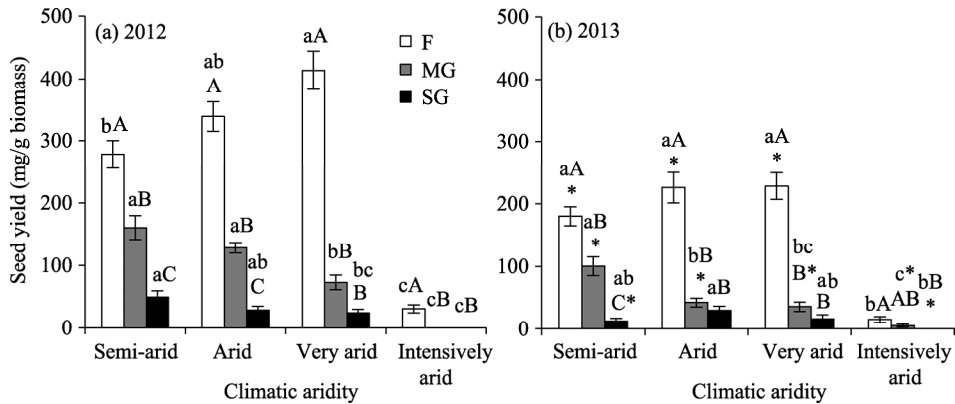 (a) 2012
F
MG
SG
Seed yield (mg/g biomass)
500
400
300
200
100
0
bA
aB
aC
ab
A
aB
ab
C
aA
bB
bc
B
cA
cB
cB
Semi-arid
Arid
Very arid
Intensively
arid
Climatic aridity
(b) 2013
500
400
300
200
100
0
aA
*
aB
*
ab
C*
aA
*
bB
*
aB
aA
*
bc
B*
ab
B
bA
c*
AB
bB
*
Semi-arid
Arid
Very arid
Intensively
arid
Climatic aridity